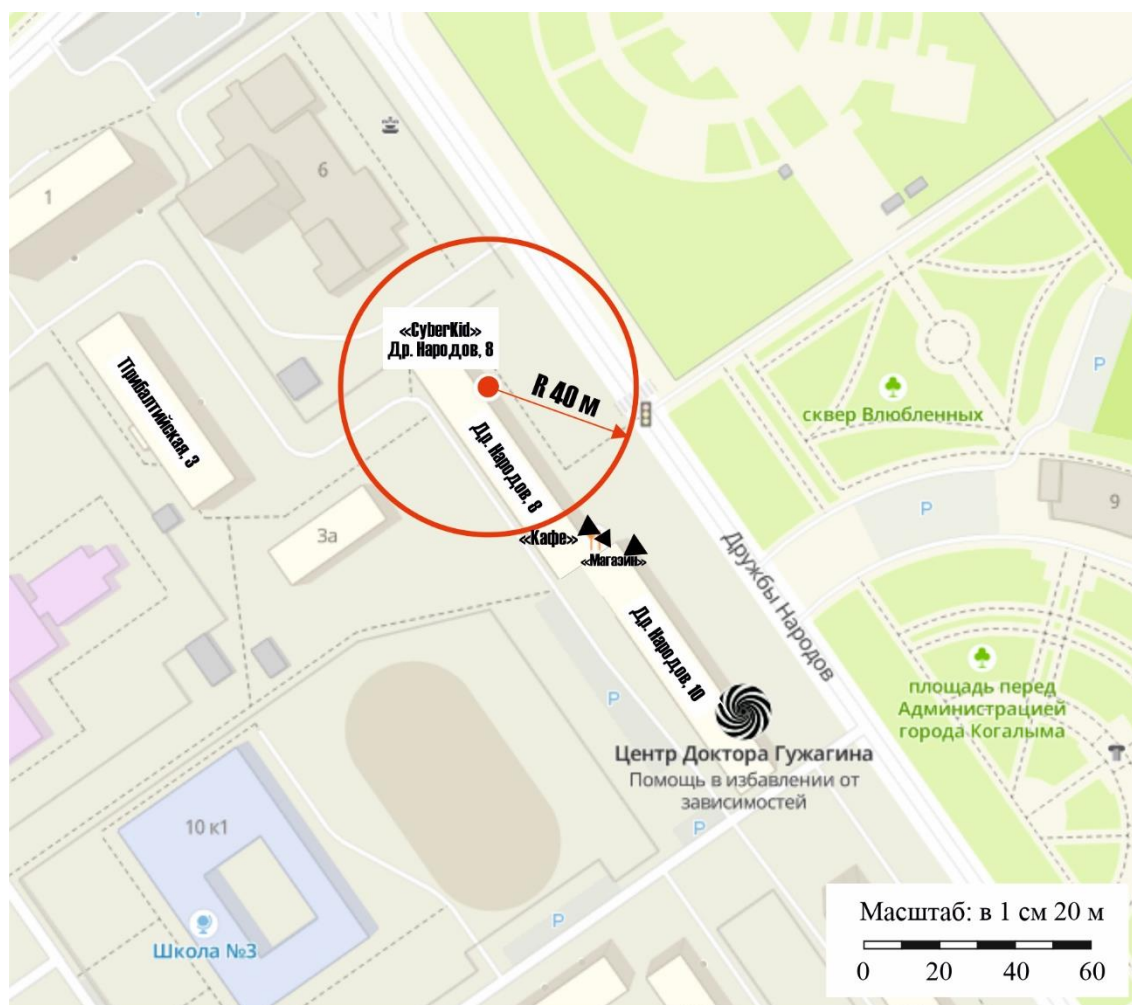 P
6
1
«CyberKid»
Др. Народов, 8
R 40 м
P
сквер Влюбленных
Прибалтийская, 3
Др. Народов, 8
9
P
3а
«Кафе»
«Магазин»
Дружбы Народов
Др. Народов, 10
P
площадь перед
Администрацией
города Когалыма
Центр Доктора Гужагина
Помощь в избавлении от
зависимостей
10 к1
P
P
Школа №3
Масштаб: в 1 см 20 м
0 20 40 60